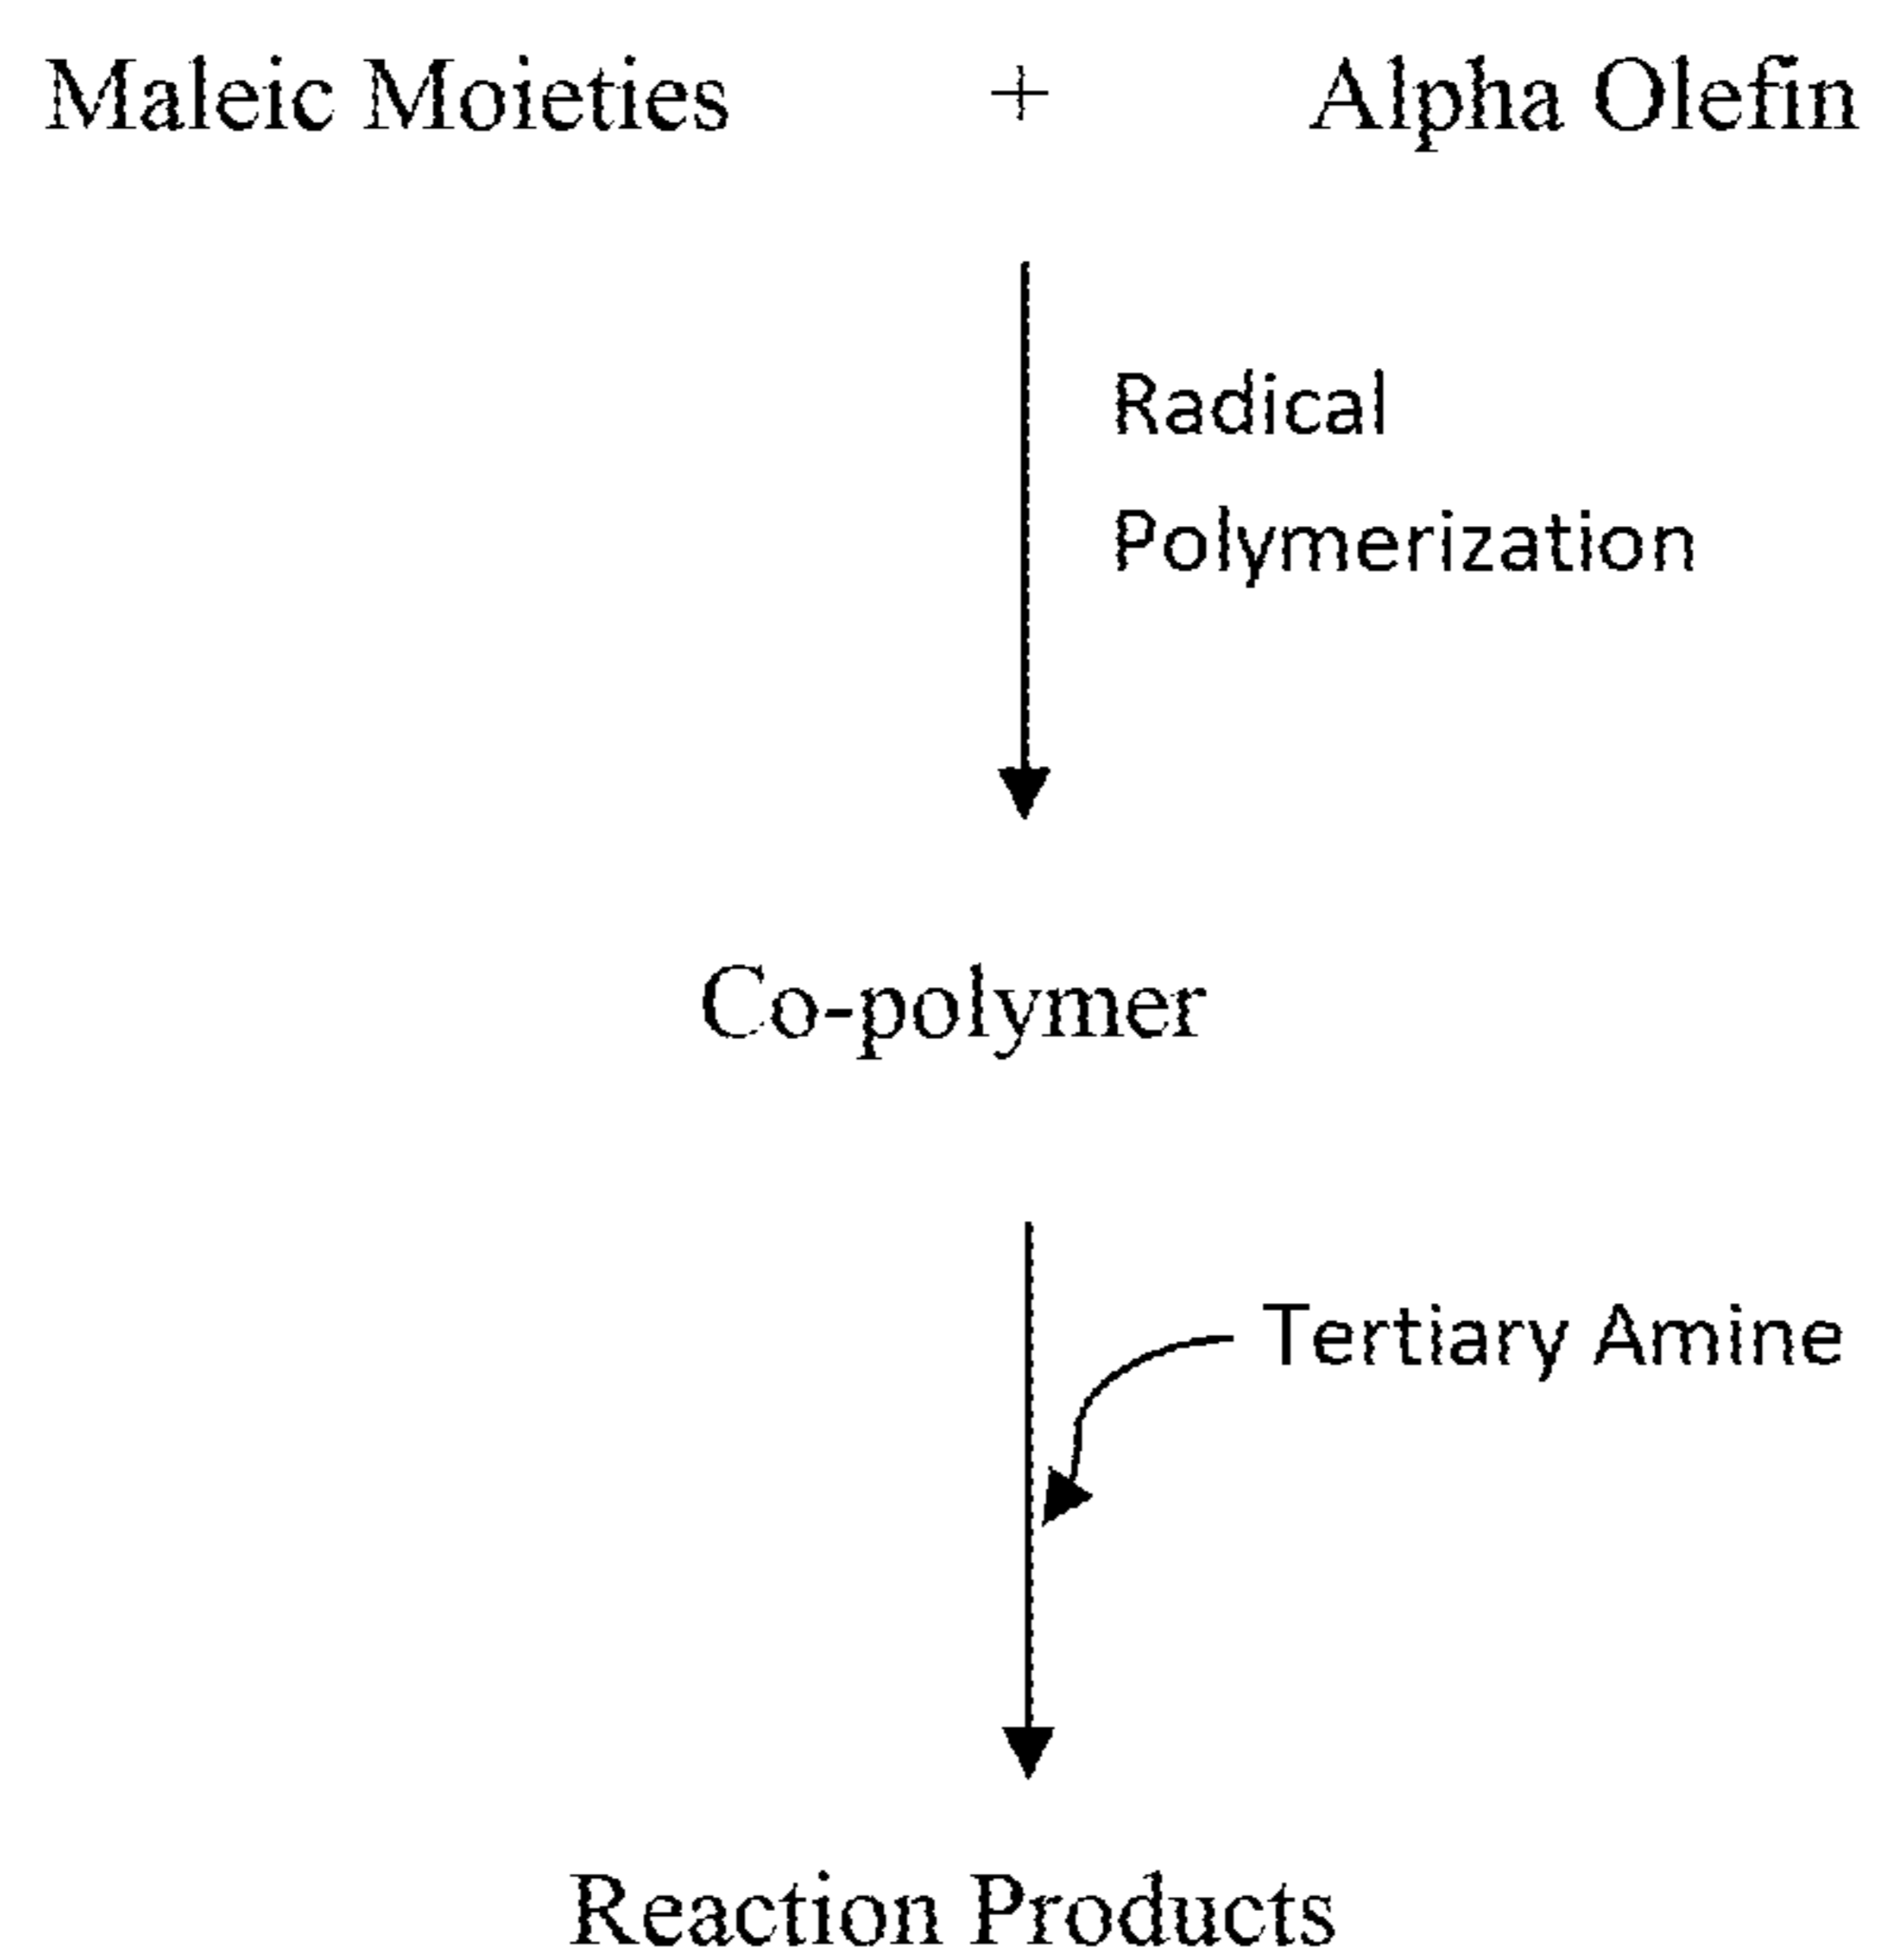 Maleic Moieties + Alpha Olefin
Radical
Polymerization
Co-polymer
Tertiary Amine
Reaction Products